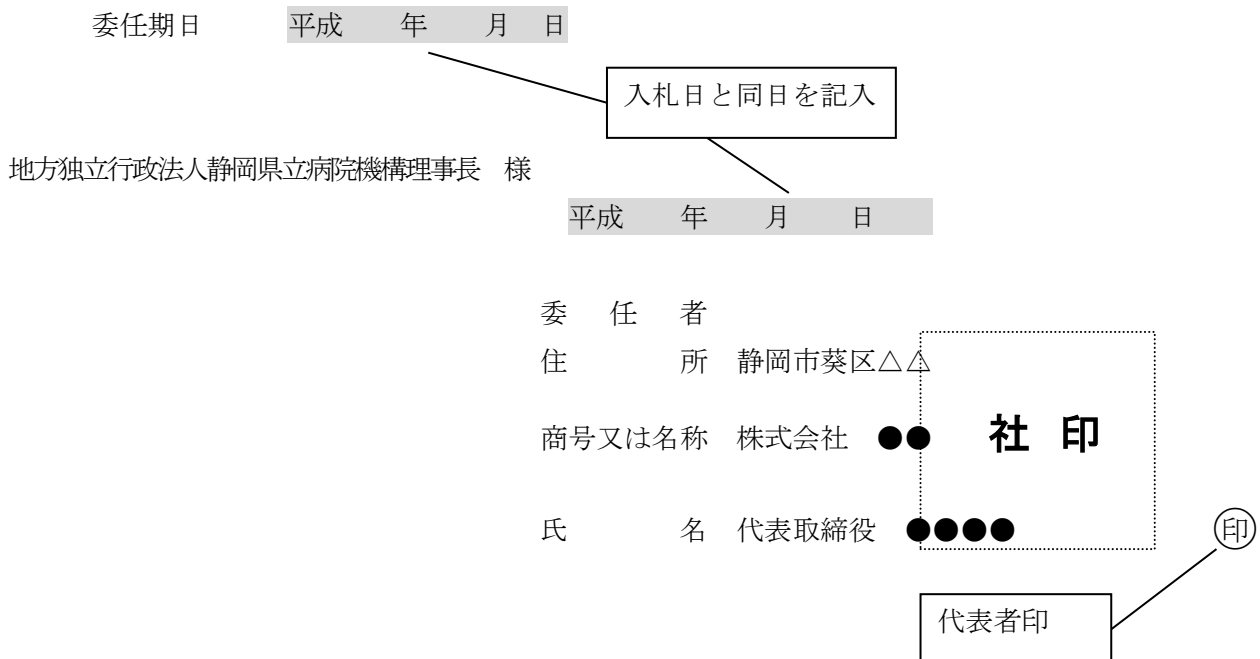 委任期日 平成 年 月 日
入札日と同日を記入
地方独立行政法人静岡県立病院機構理事長 様
平成 年 月 日
委 任 者
住 所 静岡市葵区△△
商号又は名称 株式会社 ●●
社 印
氏 名 代表取締役 ●●●●
㊞
代表者印